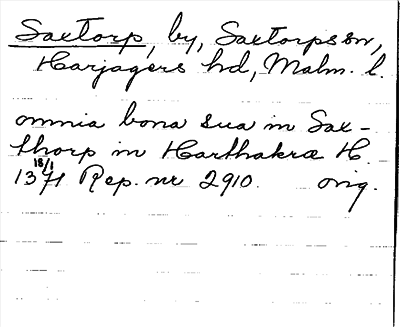 Saxtorp, by, Saxtorps sn,
Harjagers hd, Malm. l.
omnia bona sua in Sax-
thorp in Harthakra H.
18/1
1371 Rep. nr 2910. orig.